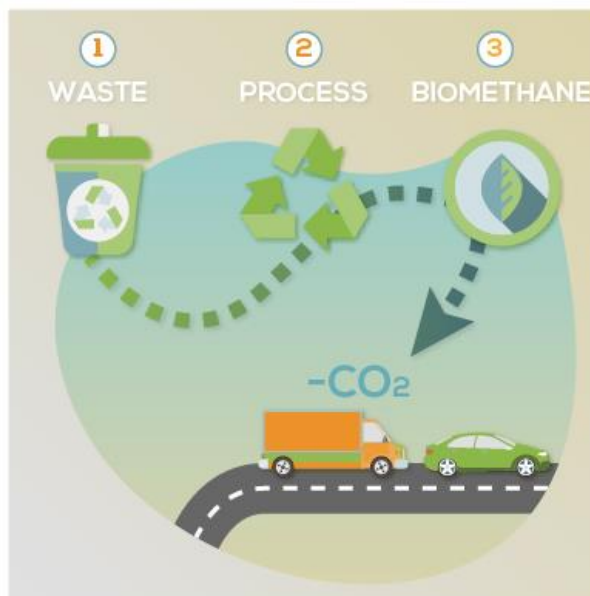 1
WASTE
2
PROCESS
3
BIOMETHANE
-CO₂